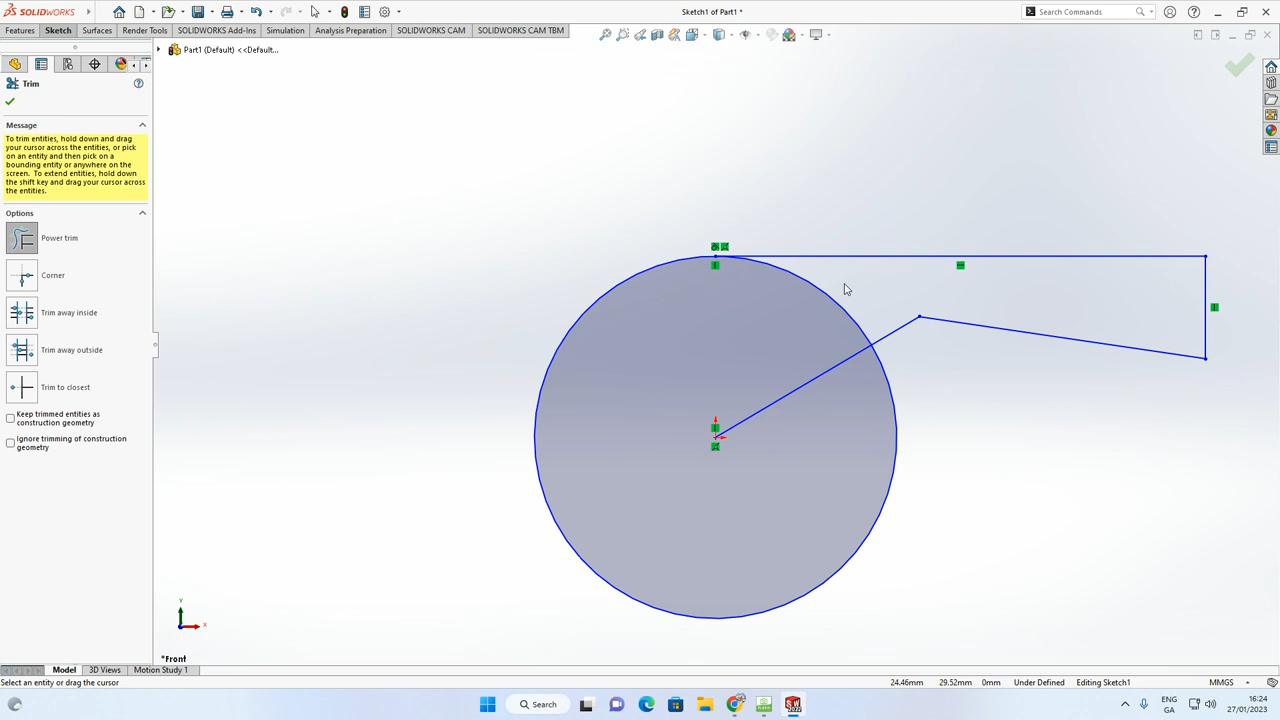 SOLIDWORKS
Sketch1 of Part1 *
Search Commands
Features
Sketch
Surfaces
Render Tools
SOLIDWORKS Add-Ins
Simulation
Analysis Preparation
SOLIDWORKS CAM
SOLIDWORKS CAM TBM
Part1 (Default) <<Default...
Trim
Message
To trim entities, hold down and drag
your cursor across the entities, or pick
on an entity and then pick on a
bounding entity or anywhere on the
screen. To extend entities, hold down
the shift key and drag your cursor across
the entities.
Options
Power trim
Corner
Trim away inside
Trim away outside
Trim to closest
Keep trimmed entities as
construction geometry
Ignore trimming of construction
geometry
Y
X
*Front
Model
3D Views
Motion Study 1
Select an entity or drag the cursor
24.46mm
29.52mm
0mm
Under Defined
Editing Sketch1
MMGS
Search
ENG
GA
16:24
27/01/2023